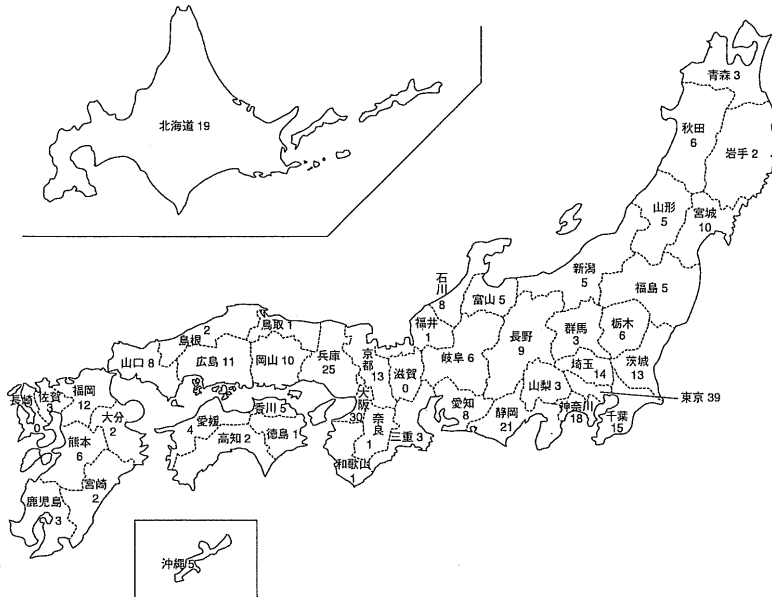 北海道 19
青森 3
秋田
6
岩手 2
山形
5
宮城
10
新潟
5
福島 5
石川
8
富山 5
福井
1
長野
9
群馬
3
栃木
6
茨城
13
埼玉
14
東京 39
山梨 3
神奈川
18
千葉
15
岐阜 6
愛知
8
静岡
21
滋賀
0
三重 3
京都
13
大阪
30
奈良
1
和歌山
1
兵庫
25
鳥取 1
島根
2
岡山 10
広島 11
山口 8
香川 5
愛媛
4
高知 2
徳島 1
福岡
12
佐賀
3
長崎
0
大分
2
熊本
6
宮崎
2
鹿児島
3
沖縄 5